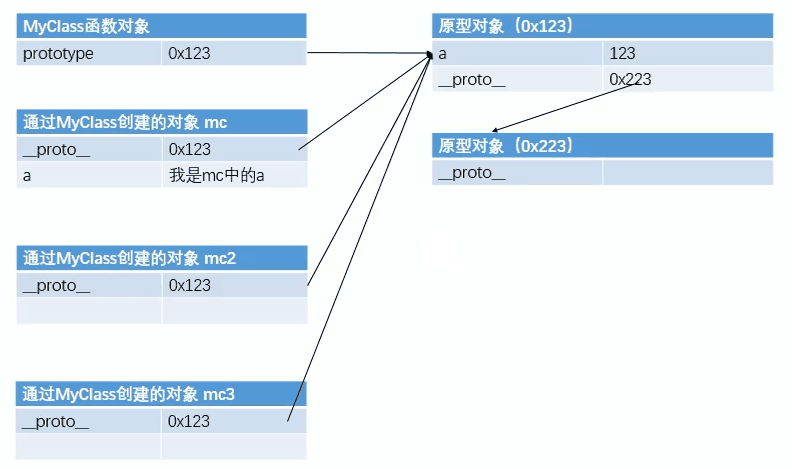 MyClass函数对象
prototype 0x123
通过MyClass创建的对象 mc
__proto__ 0x123
a 我是mc中的a
通过MyClass创建的对象 mc2
__proto__ 0x123
通过MyClass创建的对象 mc3
__proto__ 0x123
原型对象（0x123）
a 123
__proto__ 0x223
原型对象（0x223）
__proto__